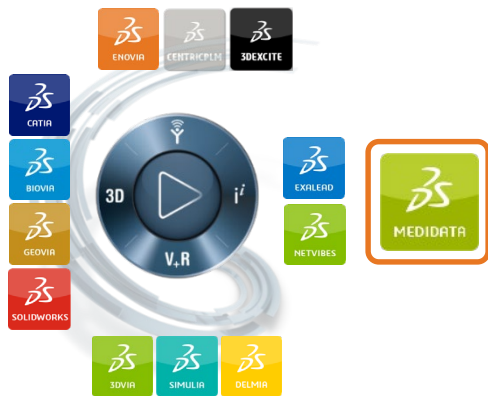 ENOVIA
CENTRICPLM
3DEXCITE
CATIA
BIOVIA
GEOVIA
SOLIDWORKS
3D
i i
V+R
EXALEAD
NETVIBES
MEDIDATA
3DVIA
SIMULIA
DELMIA